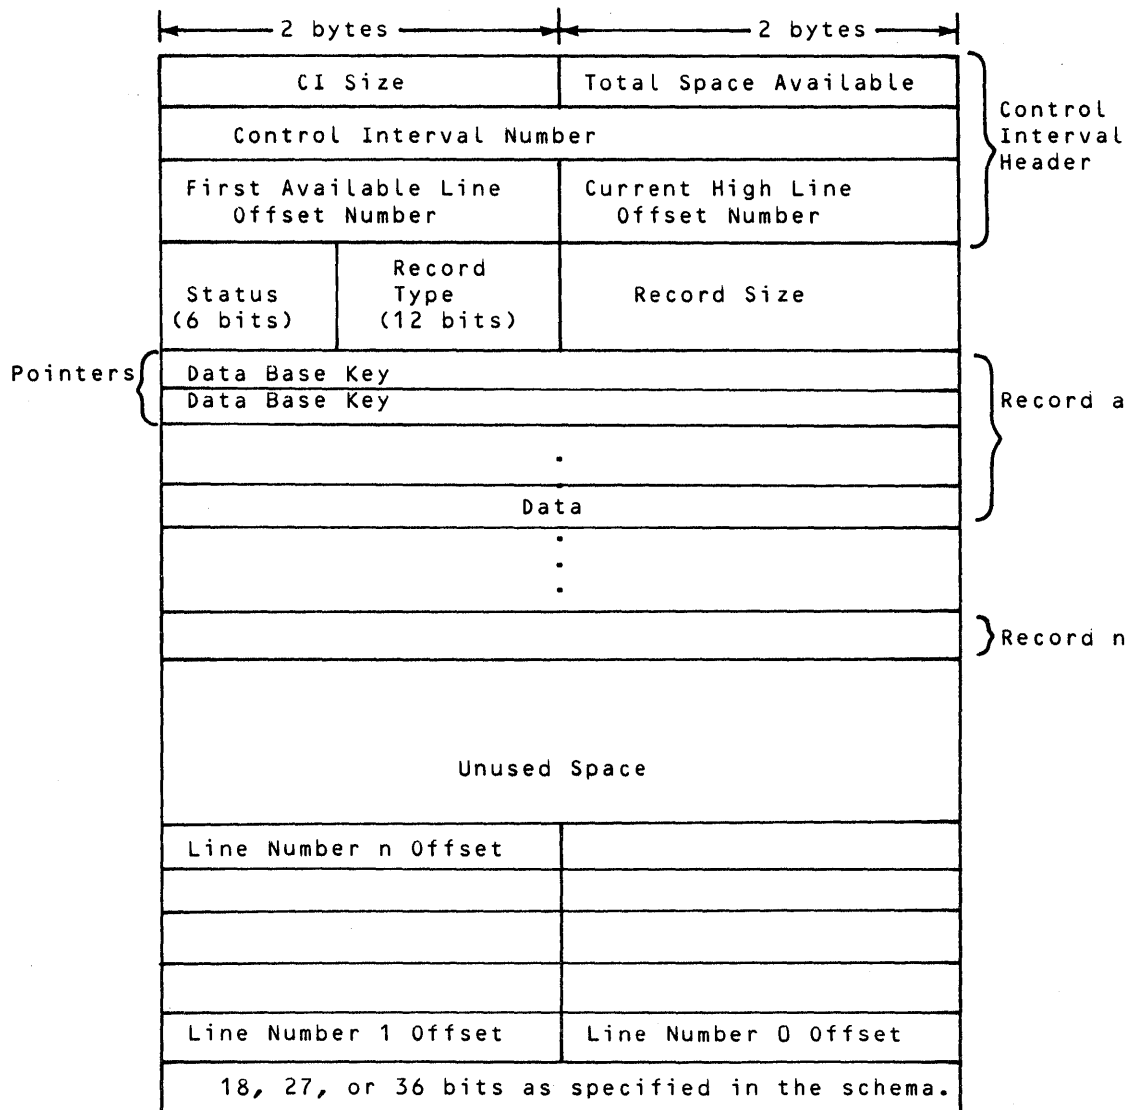 2 bytes 2 bytes
CI Size Total Space Available
Control Interval Number
Control
Interval
Header
First Available Line
Offset Number
Current High Line
Offset Number
Status
(6 bits)
Record
Type
(12 bits)
Record Size
Pointers
Data Base Key
Data Base Key
Record a
Data
Record n
Unused Space
Line Number n Offset
Line Number 1 Offset Line Number 0 Offset
18, 27, or 36 bits as specified in the schema.